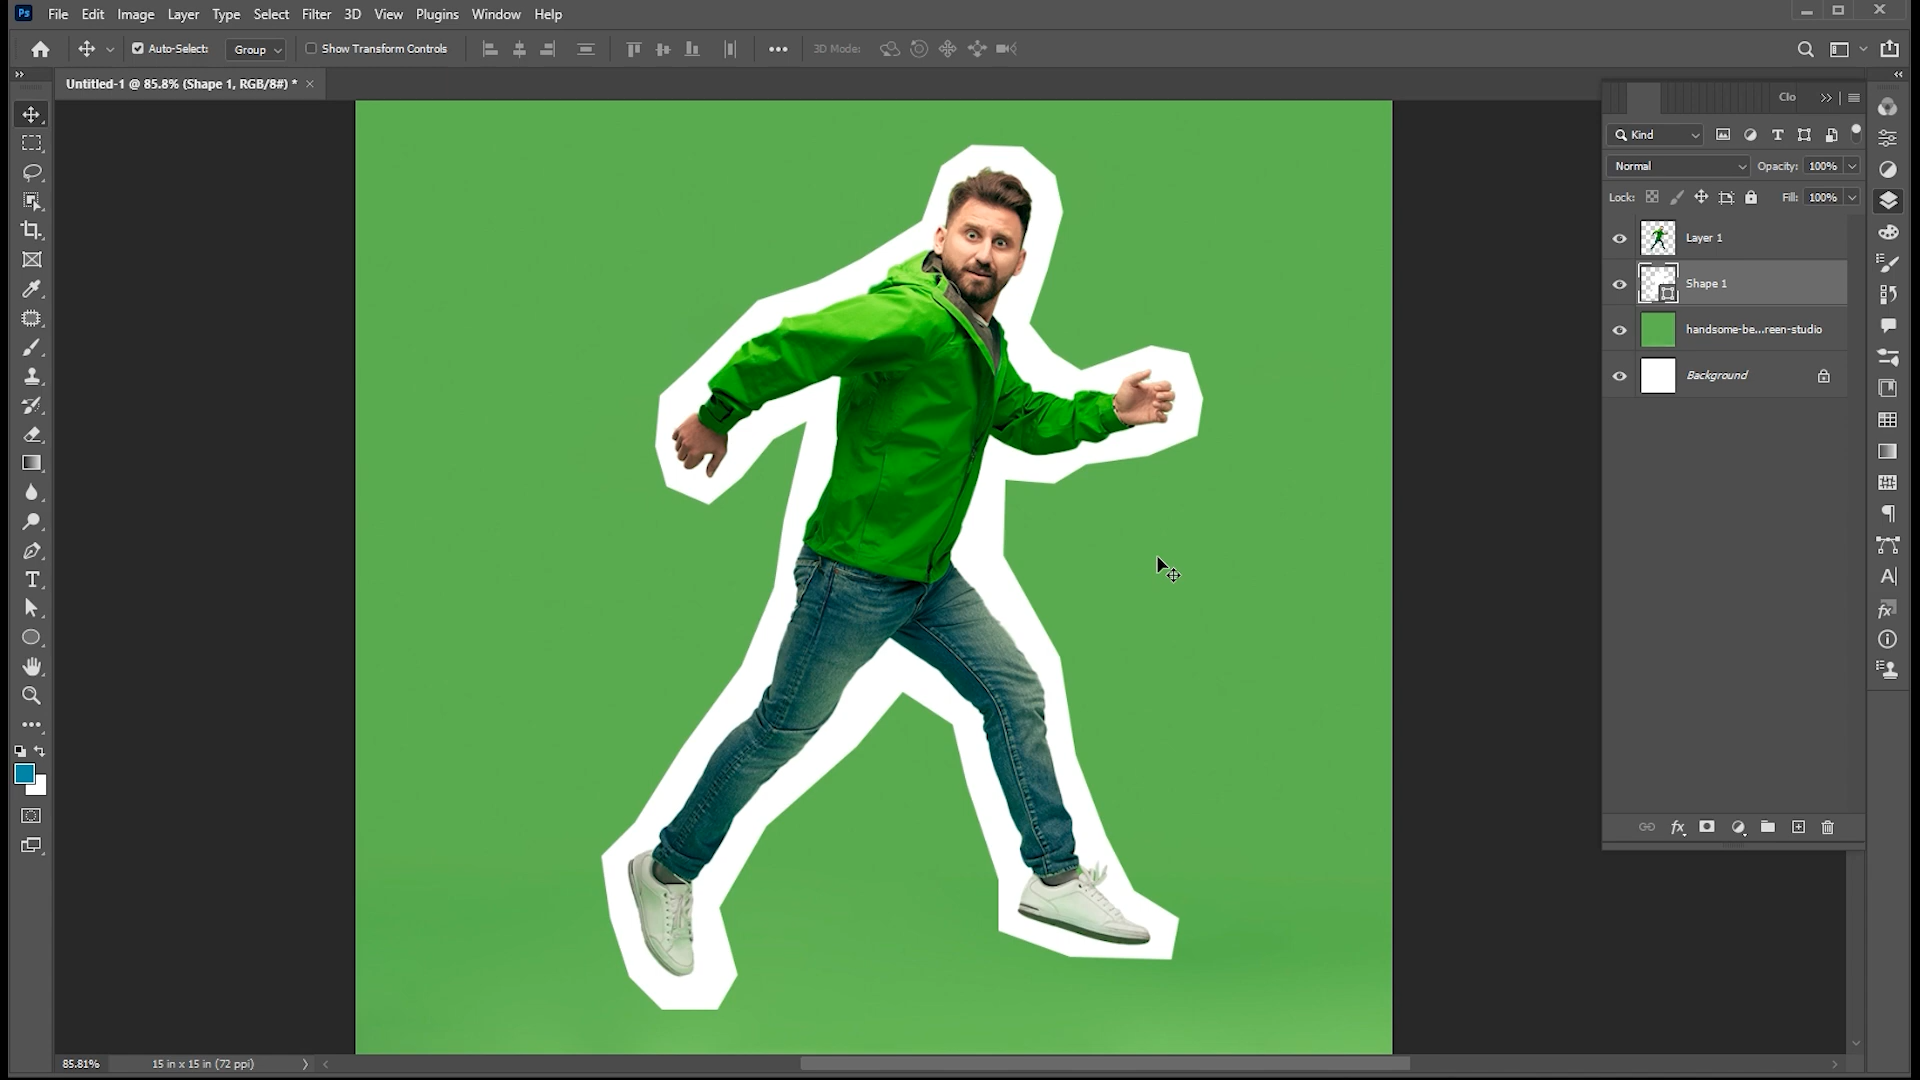 Ps File Edit Image Layer Type Select Filter 3D View Plugins Window Help
Auto-Select: Group Show Transform Controls 3D Mode:
Untitled-1 @ 85.8% (Shape 1, RGB/8#) *
Clo
Kind
Normal Opacity: 100%
Lock: Fill: 100%
Layer 1
Shape 1
handsome-be...reen-studio
Background
85.81% 15 in x 15 in (72 ppi)